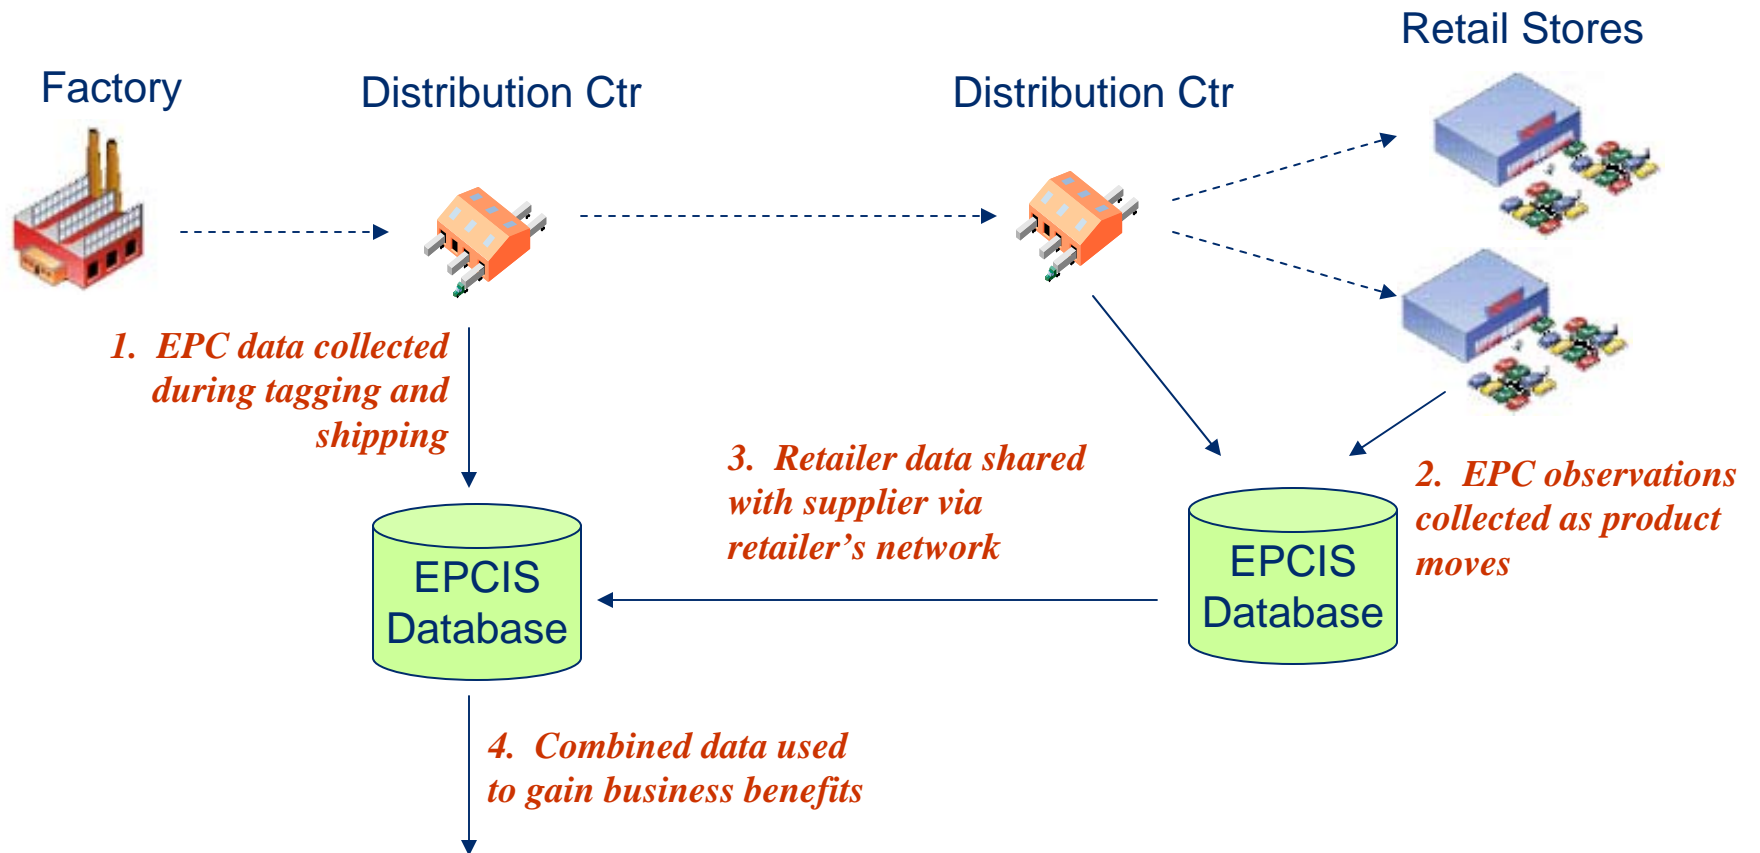 Retail Stores
Factory
Distribution Ctr
Distribution Ctr
1. EPC data collected
during tagging and
shipping
3. Retailer data shared
with supplier via
retailer’s network
2. EPC observations
collected as product
moves
EPCIS
Database
EPCIS
Database
4. Combined data used
to gain business benefits